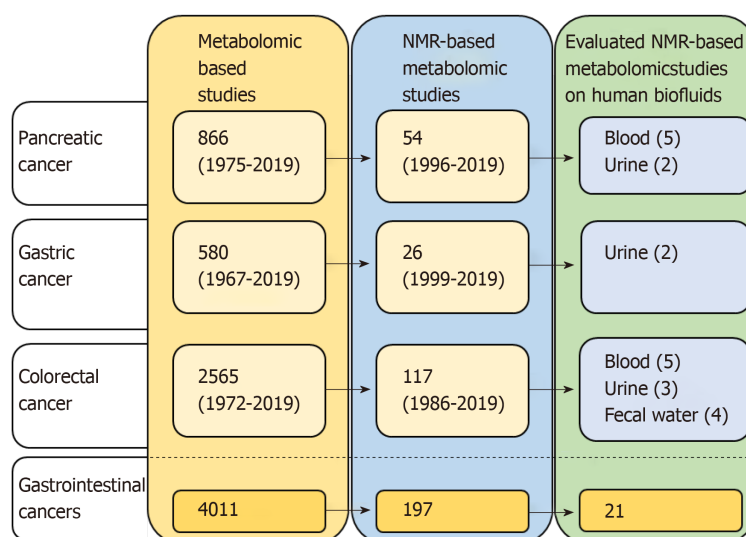 Metabolomic
based
studies
NMR-based
metabolomic
studies
Evaluated NMR-based
metabolomicstudies
on human biofluids
Pancreatic
cancer
866
(1975-2019)
54
(1996-2019)
Blood (5)
Urine (2)
Gastric
cancer
580
(1967-2019)
26
(1999-2019)
Urine (2)
Colorectal
cancer
2565
(1972-2019)
117
(1986-2019)
Blood (5)
Urine (3)
Fecal water (4)
Gastrointestinal
cancers
4011
197
21